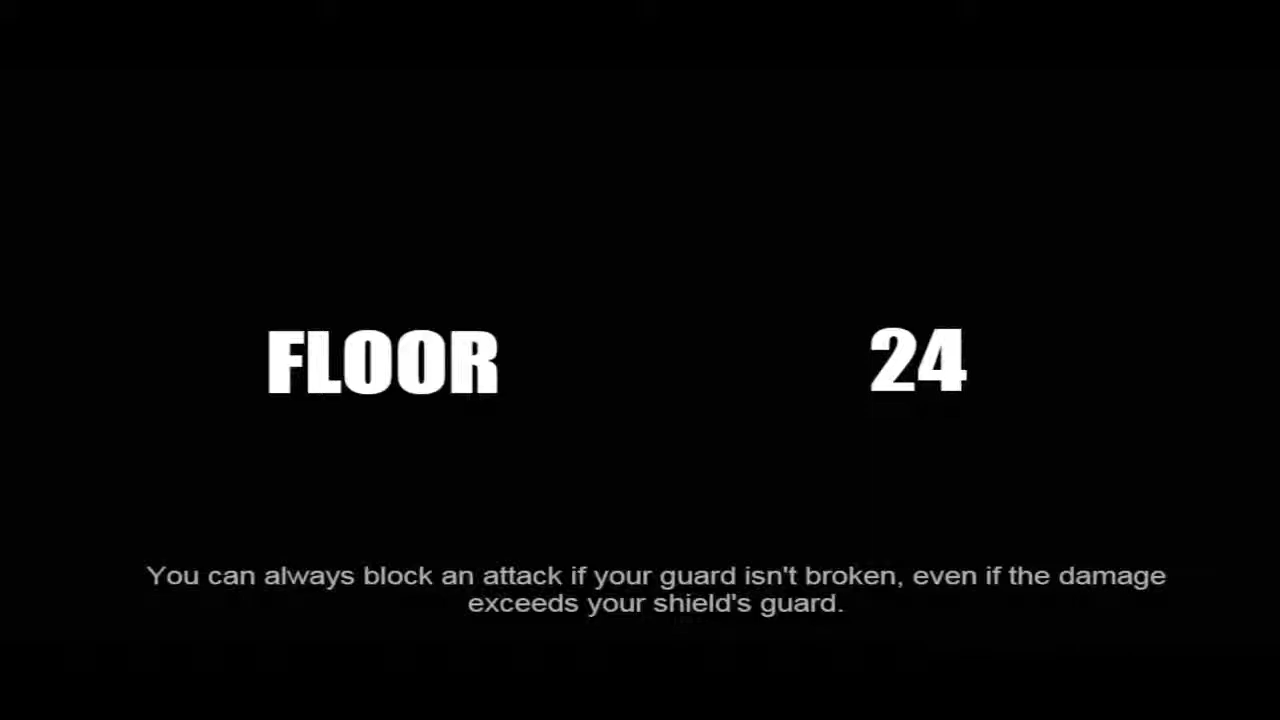 FLOOR 24
You can always block an attack if your guard isn't broken, even if the damage
exceeds your shield's guard.